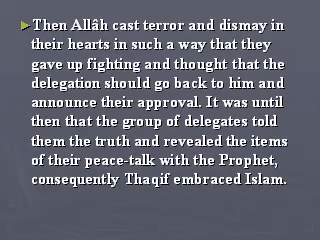 ►Then Allâh cast terror and dismay in
their hearts in such a way that they
gave up fighting and thought that the
delegation should go back to him and
announce their approval. It was until
then that the group of delegates told
them the truth and revealed the items
of their peace-talk with the Prophet,
consequently Thaqif embraced Islam.